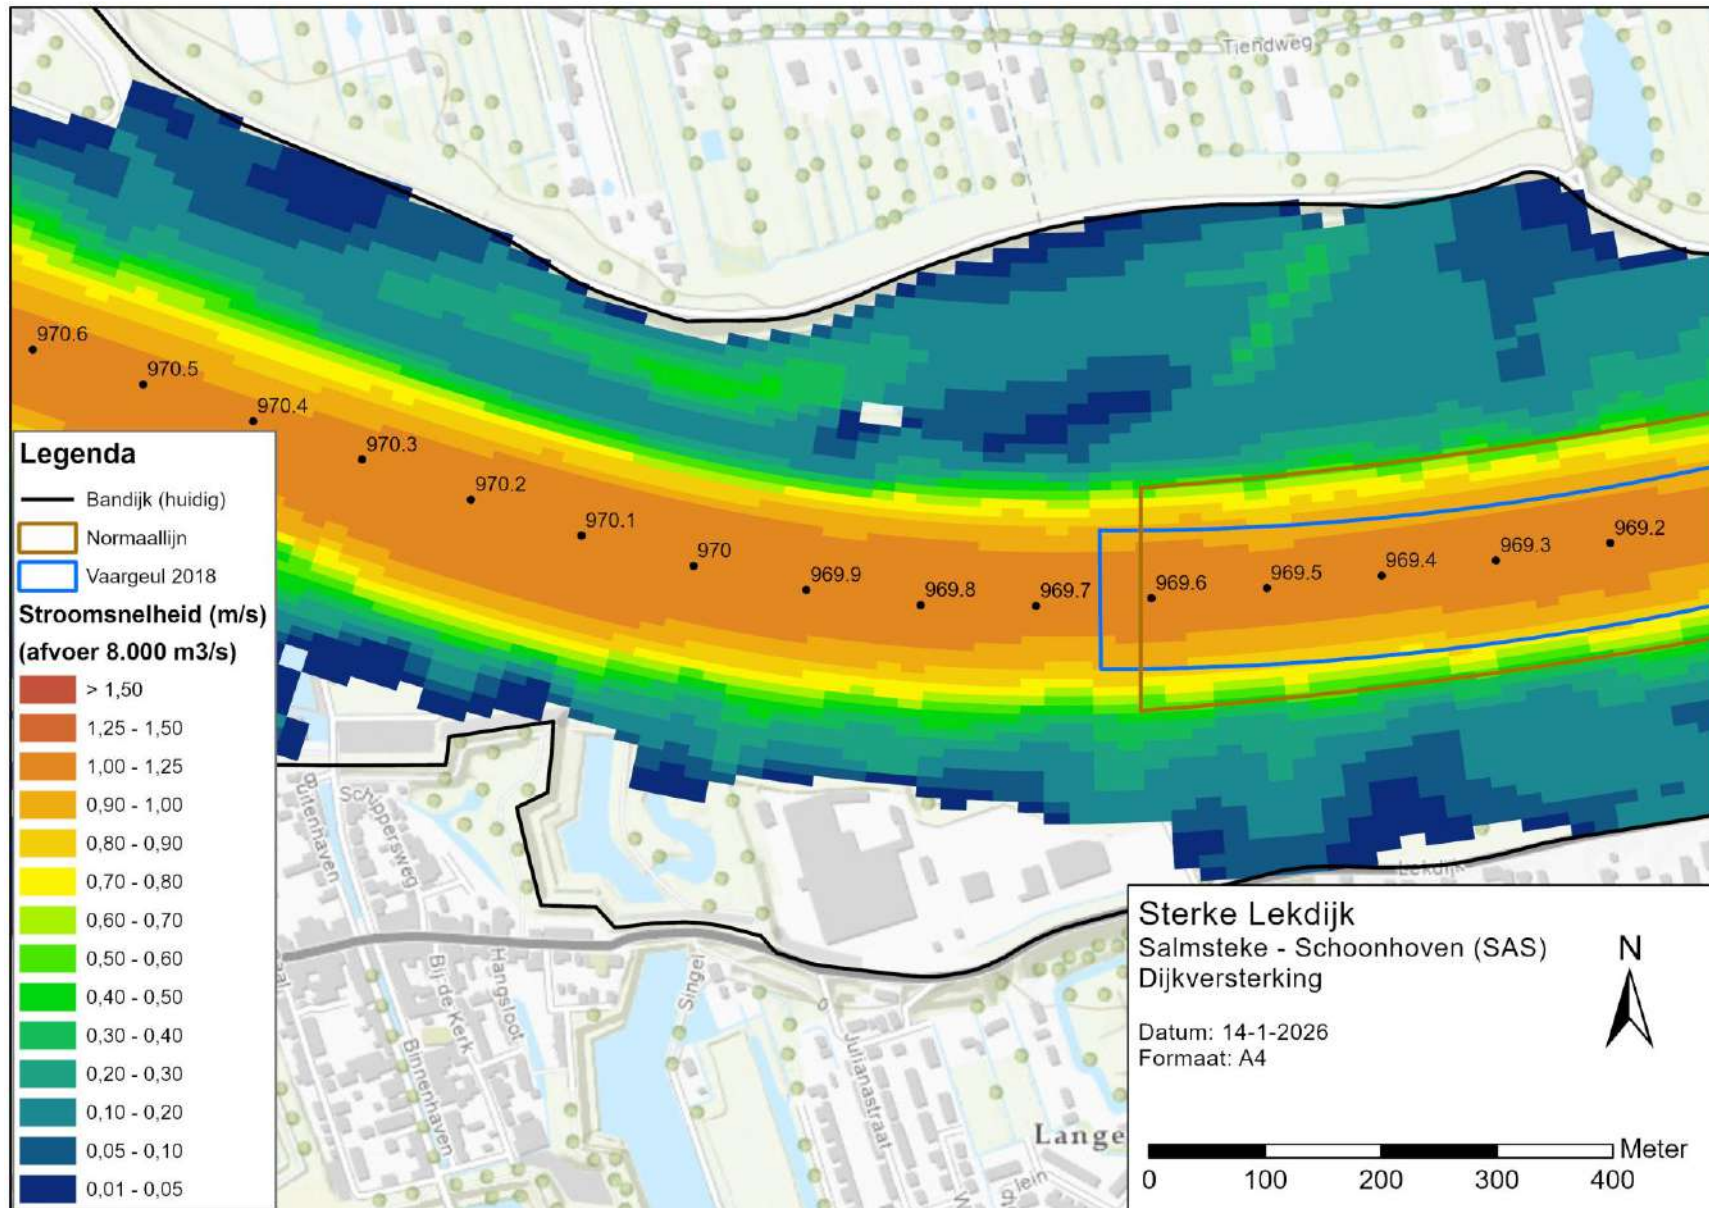 Tiendweg
970.6
970.5
970.4
970.3
970.2
970.1
970
969.9
969.8
969.7
969.6
969.5
969.4
969.3
969.2
Legenda
Bandijk (huidig)
Normaallijn
Vaargeul 2018
Stroomsnelheid (m/s)
(afvoer 8.000 m3/s)
> 1,50
1,25 - 1,50
1,00 - 1,25
0,90 - 1,00
0,80 - 0,90
0,70 - 0,80
0,60 - 0,70
0,50 - 0,60
0,40 - 0,50
0,30 - 0,40
0,20 - 0,30
0,10 - 0,20
0,05 - 0,10
0,01 - 0,05
Buitenhaven
Schippersweg
Bij de Kerk
Hangsloot
Binnenhaven
Singel
Julianastraat
Lange
Lekdijk
Sterke Lekdijk
Salmsteke - Schoonhoven (SAS)
Dijkversterking
Datum: 14-1-2026
Formaat: A4
N
Meter
0 100 200 300 400